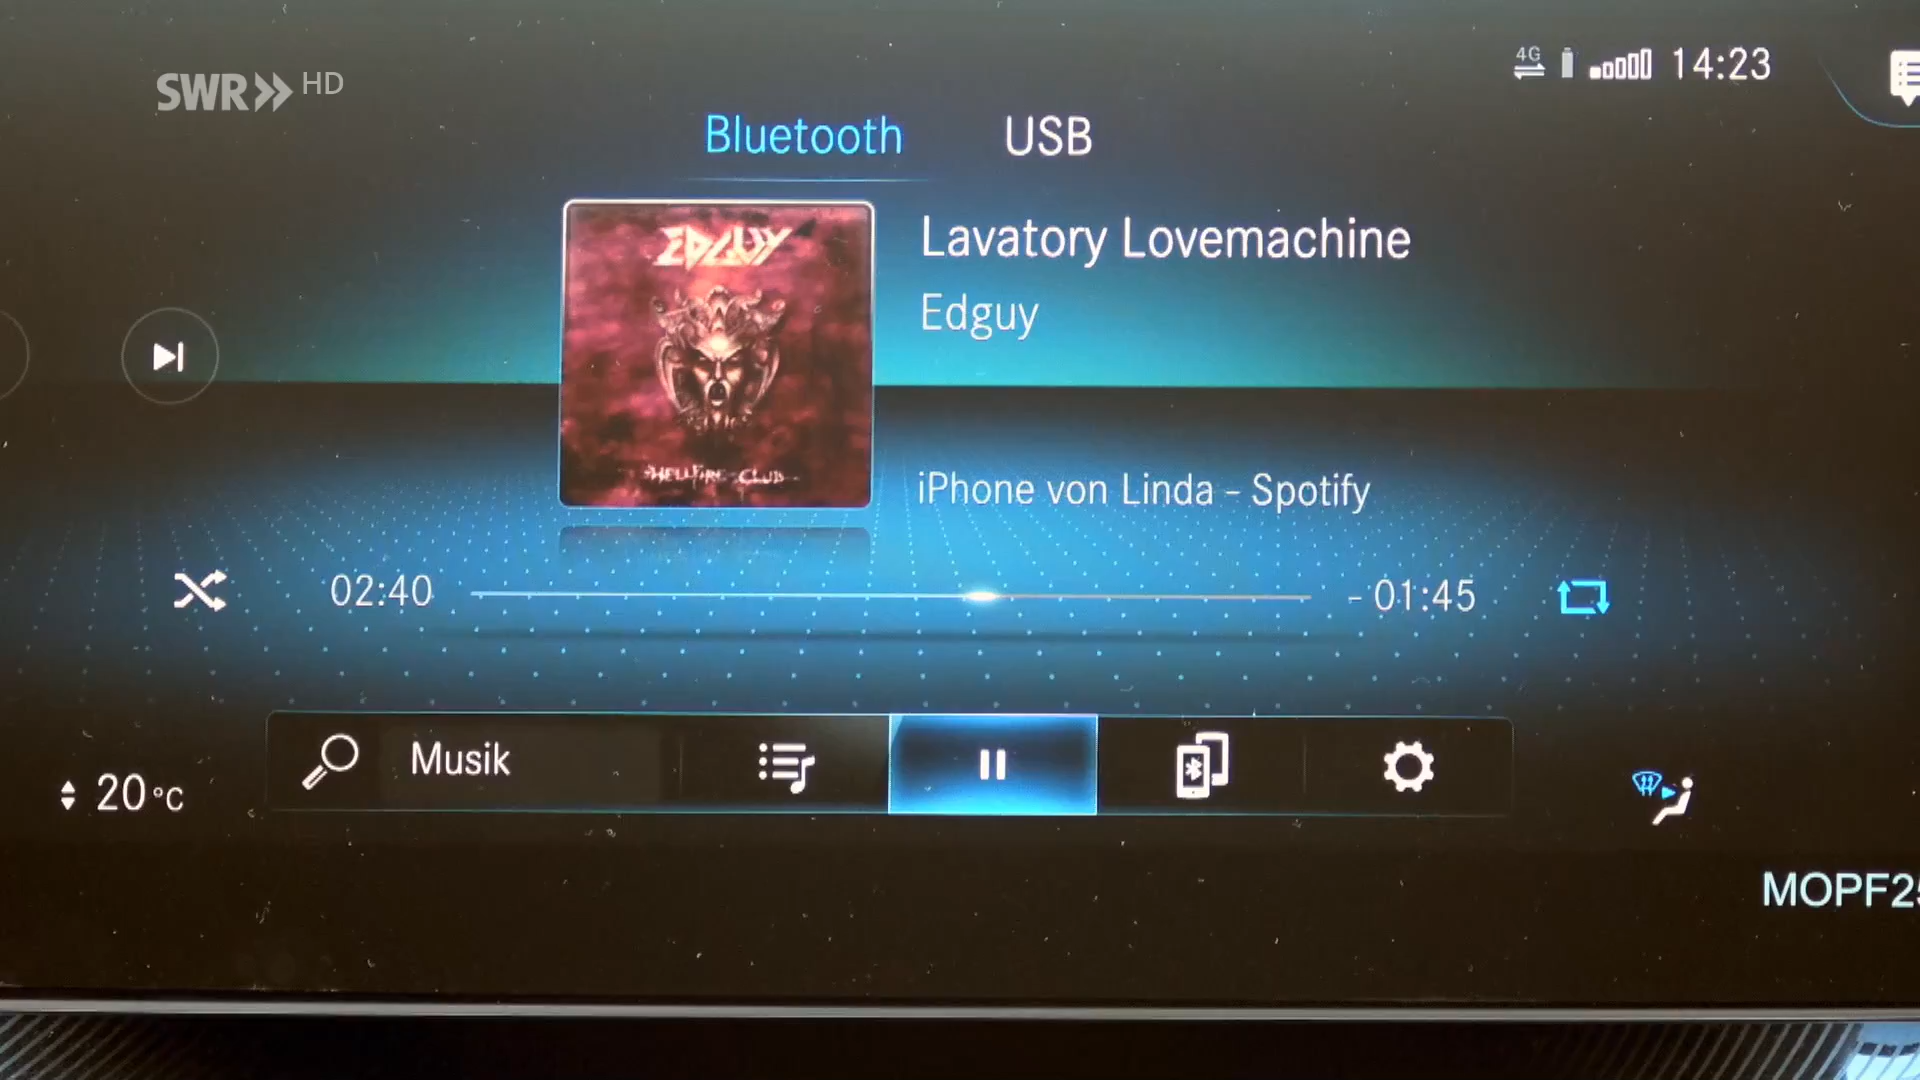 SWR HD
4G 14:23
Bluetooth USB
EDGUY
HELLFIRE CLUB
Lavatory Lovemachine
Edguy
iPhone von Linda - Spotify
02:40 - 01:45
Musik
20 °C